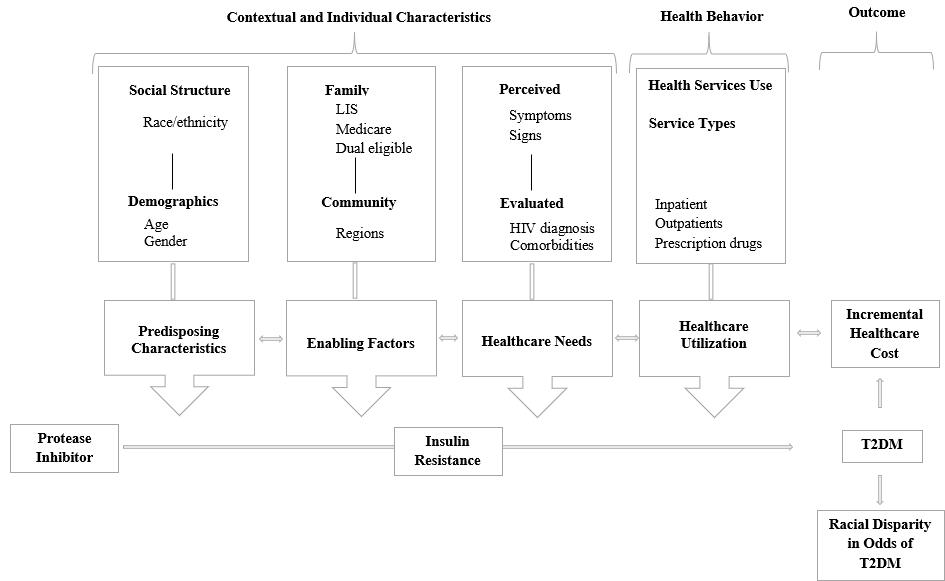 Contextual and Individual Characteristics
Health Behavior
Outcome
Social Structure
Race/ethnicity
Demographics
Age
Gender
Family
LIS
Medicare
Dual eligible
Community
Regions
Perceived
Symptoms
Signs
Evaluated
HIV diagnosis
Comorbidities
Health Services Use
Service Types
Inpatient
Outpatients
Prescription drugs
Predisposing
Characteristics
Enabling Factors
Healthcare Needs
Healthcare
Utilization
Incremental
Healthcare
Cost
Protease
Inhibitor
Insulin
Resistance
T2DM
Racial Disparity
in Odds of
T2DM